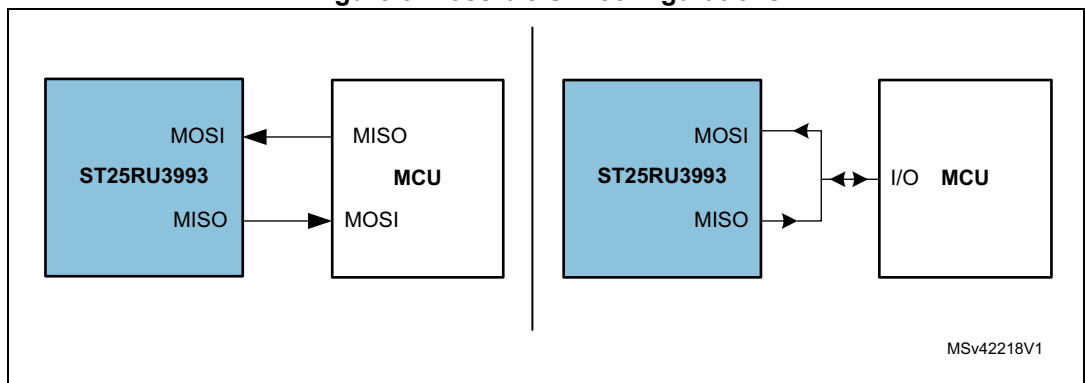 MOSI
MISO
ST25RU3993
MCU
MISO
MOSI
MOSI
ST25RU3993
I/O MCU
MISO
MSv42218V1